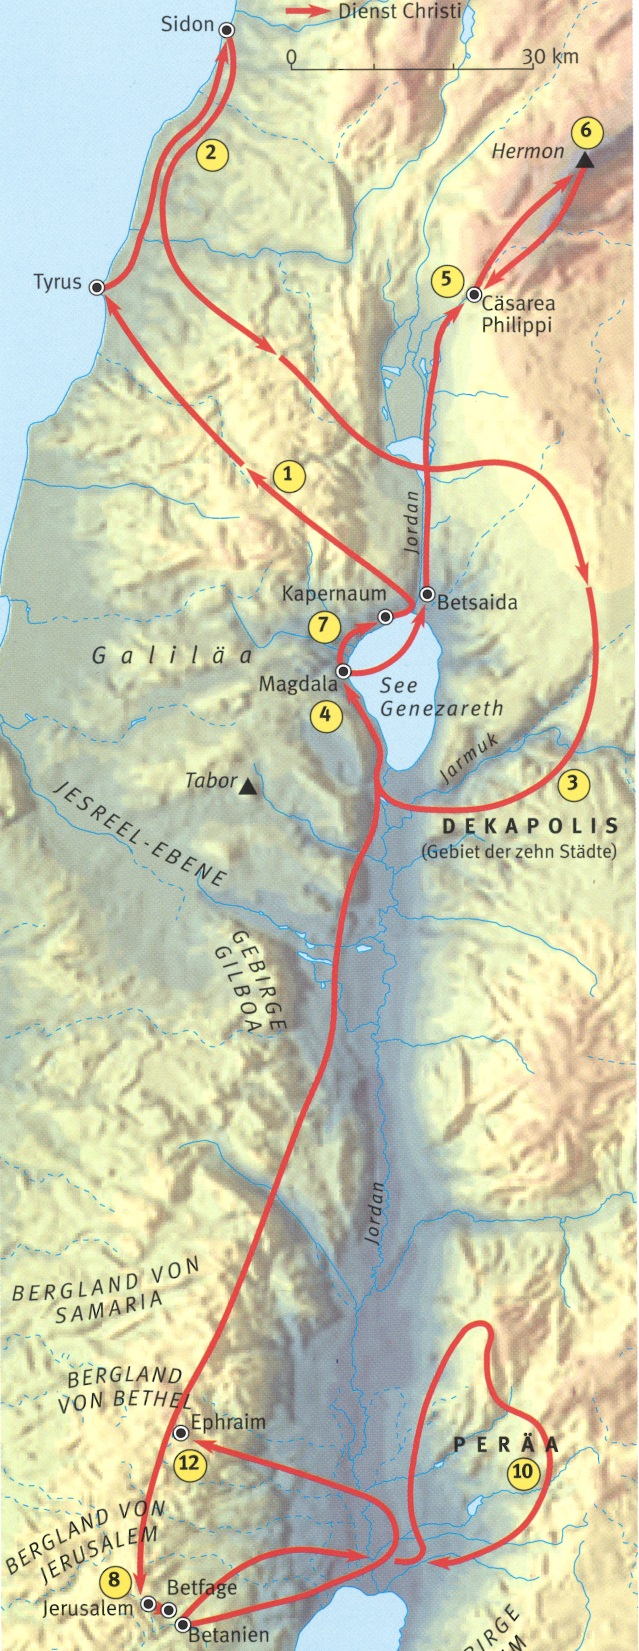 Dienst Christi
Sidon
0 30 km
6
Hermon
2
5
Tyrus
Cäsarea
Philippi
1
Jordan
Kapernaum
Betsaida
7
Galiläa
Magdala
See
Genezareth
4
Jarmuk
Tabor
3
JESREEL-EBENE
DEKAPOLIS
(Gebiet der zehn Städte)
GEBIRGE
GILBOA
Jordan
BERGLAND VON
SAMARIA
BERGLAND
VON BETHEL
Ephraim
PERÄA
12
10
BERGLAND VON
JERUSALEM
8
Betfage
Jerusalem
Betanien
IRGE
M